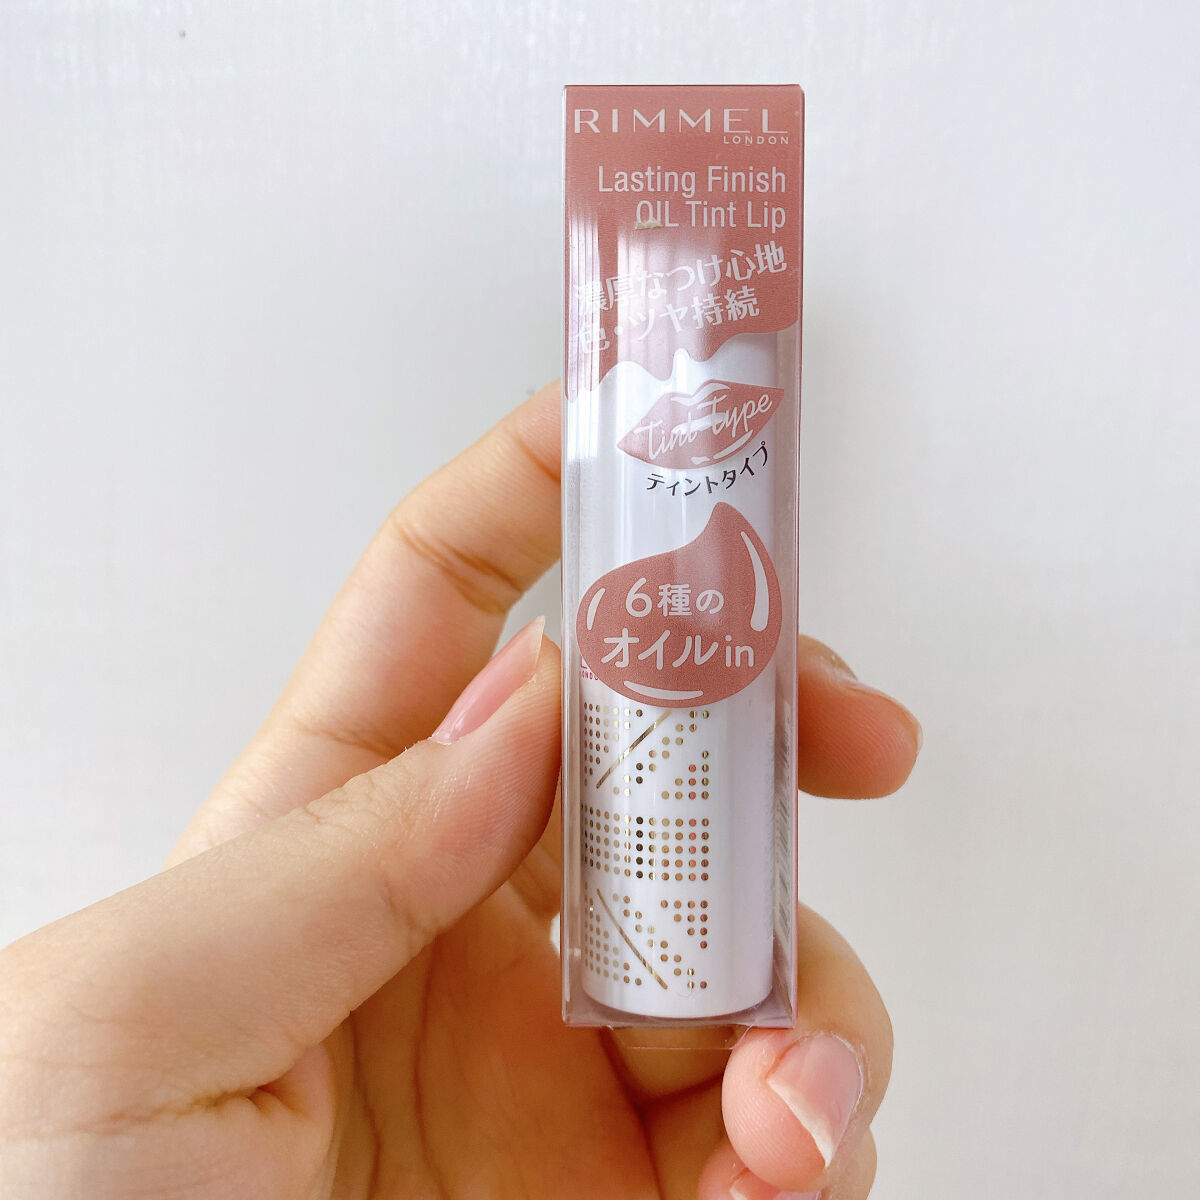 RIMMEL
LONDON
Lasting Finish
OIL Tint Lip
濃厚なつけ心地
色・ツヤ持続
Tint Type
ティントタイプ
6種の
オイルin
LONDON